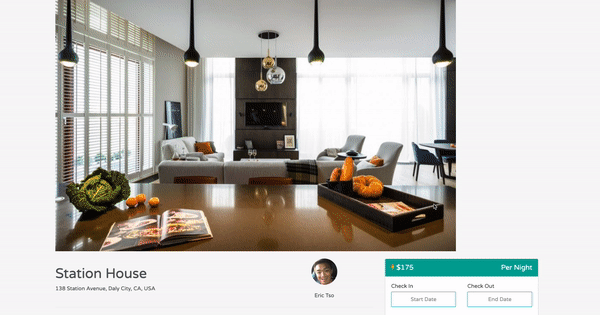 Station House
138 Station Avenue, Daly City, CA, USA
Eric Tso
$175 Per Night
Check In Check Out
Start Date End Date